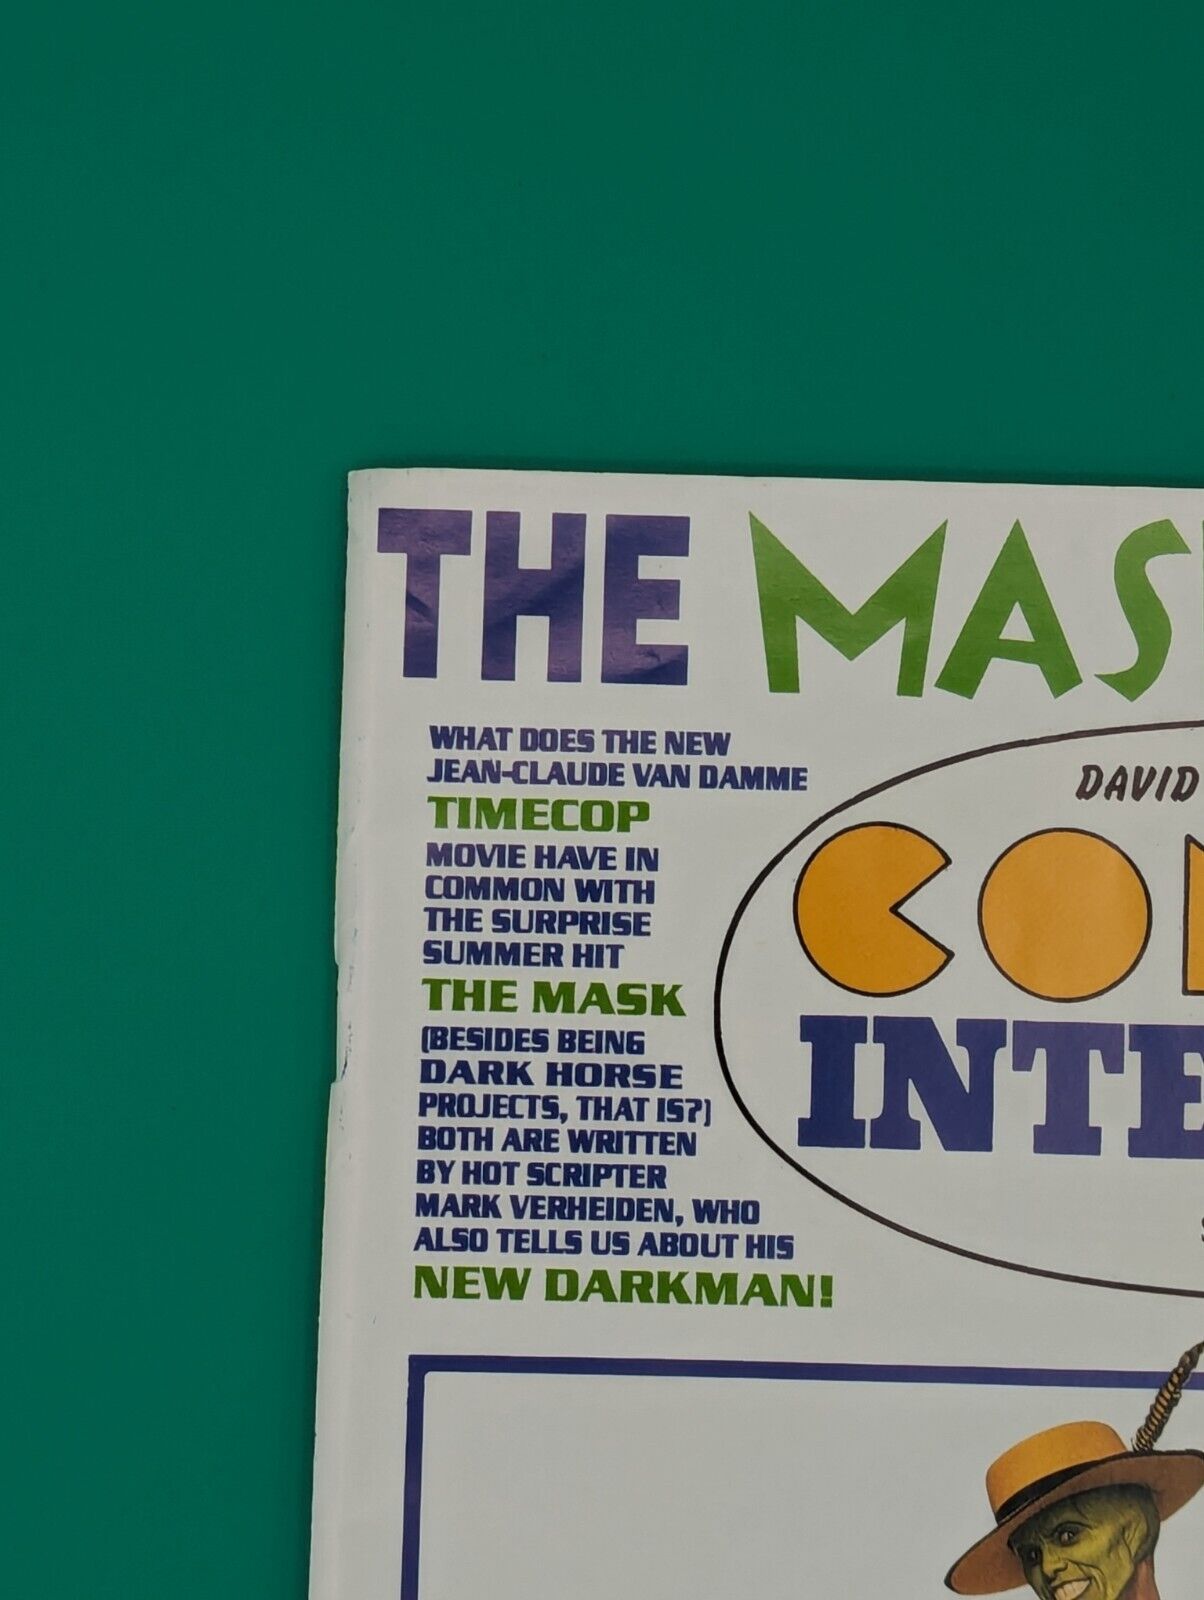 THE MAS
WHAT DOES THE NEW
JEAN-CLAUDE VAN DAMME
TIMECOP
MOVIE HAVE IN
COMMON WITH
THE SURPRISE
SUMMER HIT
THE MASK
(BESIDES BEING
DARK HORSE
PROJECTS, THAT IS?)
BOTH ARE WRITTEN
BY HOT SCRIPTER
MARK VERHEIDEN, WHO
ALSO TELLS US ABOUT HIS
NEW DARKMAN!
DAVID
CO
INTE